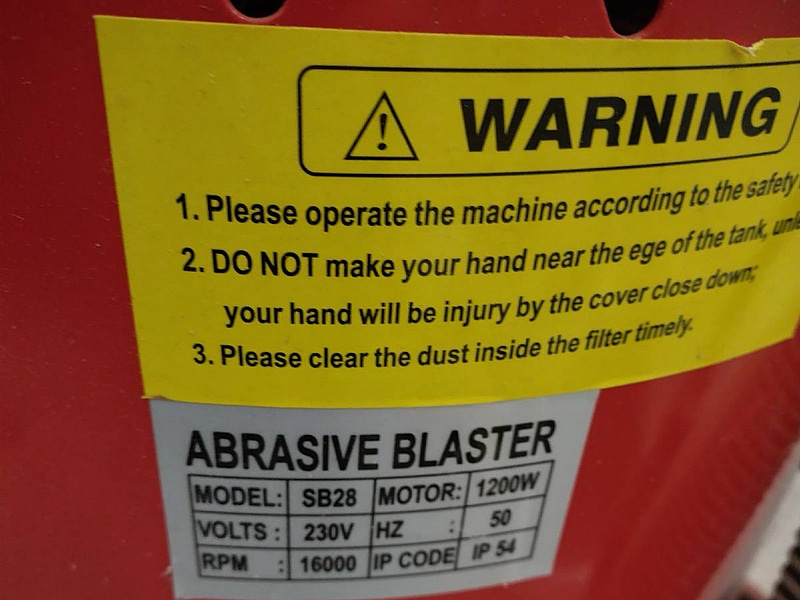 WARNING
1. Please operate the machine according to the safety
2. DO NOT make your hand near the ege of the tank,
your hand will be injury by the cover close down;
3. Please clear the dust inside the filter timely.
ABRASIVE BLASTER
MODEL: SB28 MOTOR: 1200W
VOLTS : 230V HZ : 50
RPM : 16000 IP CODE IP 54